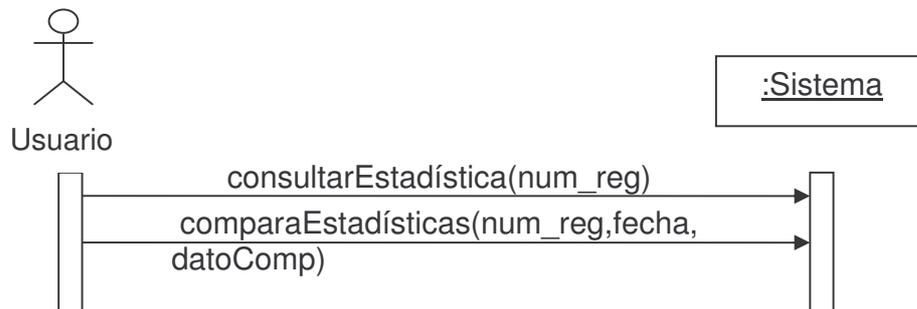 :Sistema
Usuario
consultarEstadística(num_reg)
comparaEstadísticas(num_reg,fecha,
datoComp)